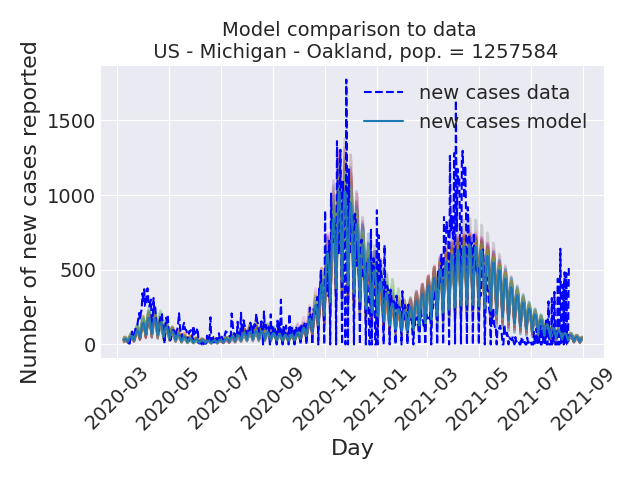 Model comparison to data
US - Michigan - Oakland, pop. = 1257584
Number of new cases reported
1500
1000
500
0
new cases data
new cases model
2020-03
2020-05
2020-07
2020-09
2020-11
2021-01
2021-03
2021-05
2021-07
2021-09
Day